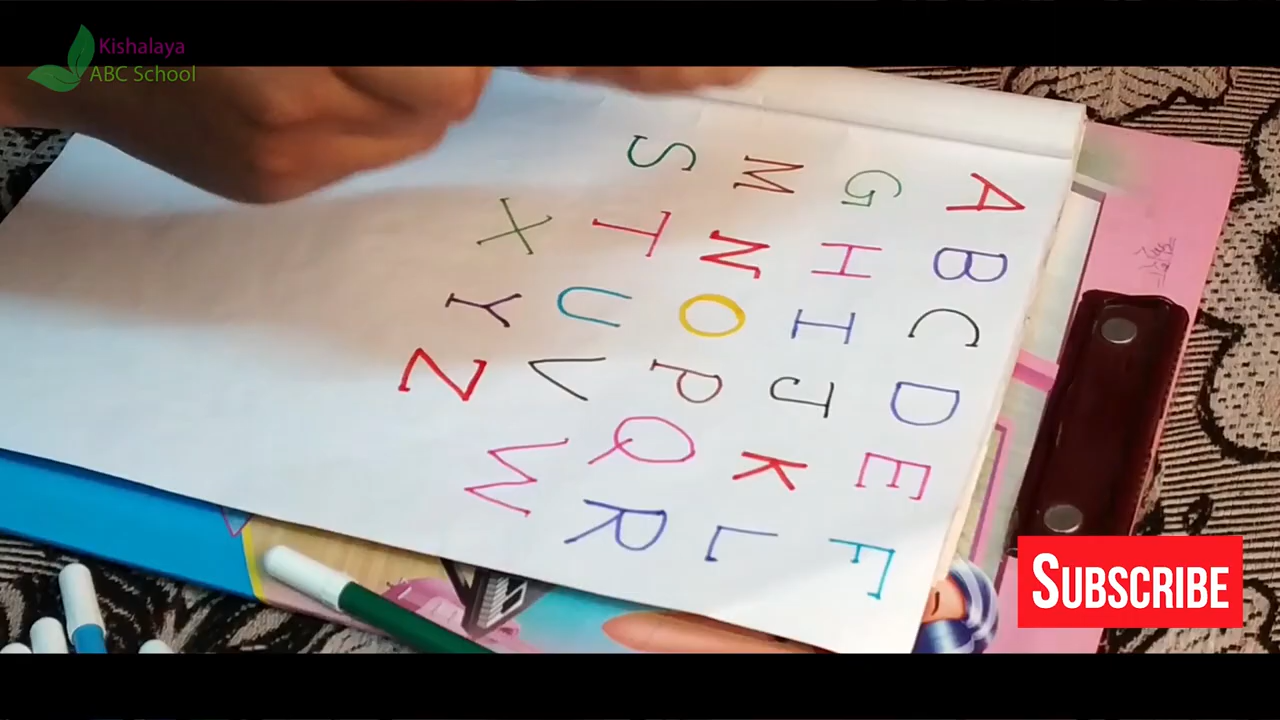 Kishalaya
ABC School
A B C D E F
G H I J K L
M N O P Q R
S T U V W
X Y Z
SUBSCRIBE